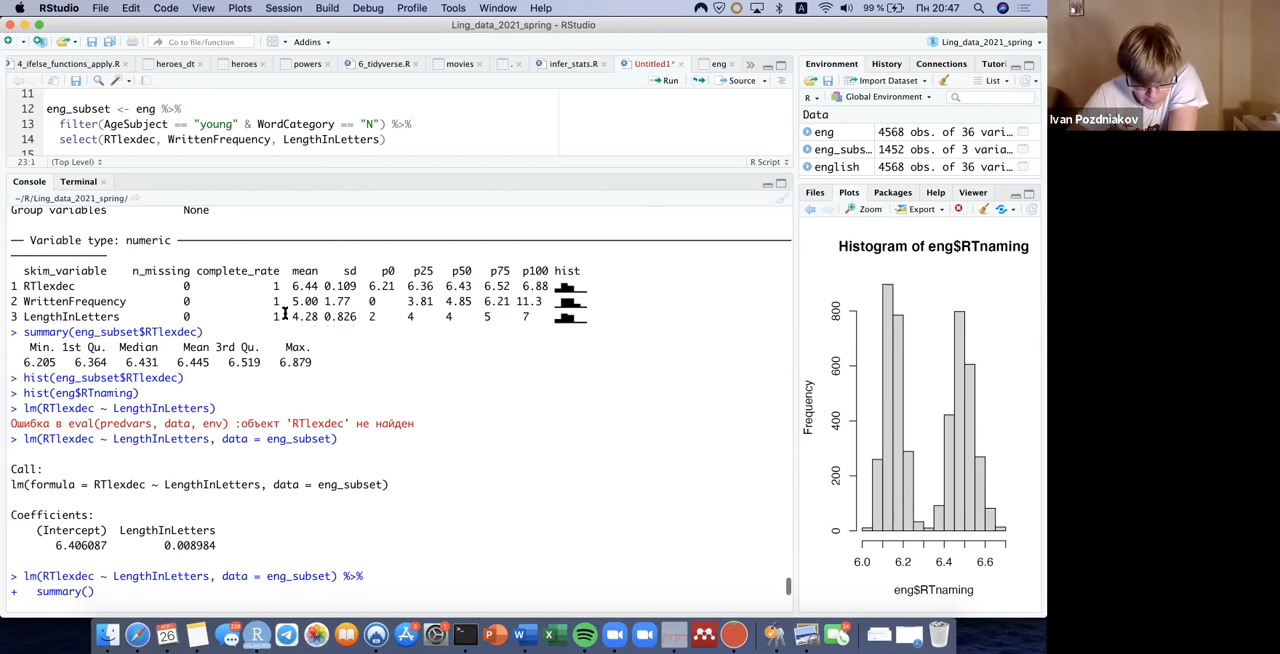 RStudio File Edit Code View Plots Session Build Debug Profile Tools Window Help 99 % Пн 20:47
Ling_data_2021_spring - RStudio
Go to file/function Addins Ling_data_2021_spring
4_ifelse_functions_apply.R heroes_dt heroes powers 6_tidyverse.R movies . infer_stats.R Untitled1* eng
Run Source
11
12 eng_subset <- eng %>%
13 filter(AgeSubject == "young" & WordCategory == "N") %>%
14 select(RTlexdec, WrittenFrequency, LengthInLetters)
15
23:1 (Top Level) R Script
Console Terminal
~/R/Ling_data_2021_spring/
Group variables None
── Variable type: numeric
skim_variable n_missing complete_rate mean sd p0 p25 p50 p75 p100 hist
1 RTlexdec 0 1 6.44 0.109 6.21 6.36 6.43 6.52 6.88
2 WrittenFrequency 0 1 5.00 1.77 0 3.81 4.85 6.21 11.3
3 LengthInLetters 0 1 4.28 0.826 2 4 4 5 7
> summary(eng_subset$RTlexdec)
Min. 1st Qu. Median Mean 3rd Qu. Max.
6.205 6.364 6.431 6.445 6.519 6.879
> hist(eng_subset$RTlexdec)
> hist(eng$RTnaming)
> lm(RTlexdec ~ LengthInLetters)
Ошибка в eval(predvars, data, env) :объект 'RTlexdec' не найден
> lm(RTlexdec ~ LengthInLetters, data = eng_subset)
Call:
lm(formula = RTlexdec ~ LengthInLetters, data = eng_subset)
Coefficients:
(Intercept) LengthInLetters
6.406087 0.008984
> lm(RTlexdec ~ LengthInLetters, data = eng_subset) %>%
+ summary()
Environment History Connections Tutori
Import Dataset List
R Global Environment
Data
eng 4568 obs. of 36 vari…
eng_subs… 1452 obs. of 3 varia…
english 4568 obs. of 36 vari…
Files Plots Packages Help Viewer
Zoom Export
Histogram of eng$RTnaming
Frequency
800
600
400
200
0
6.0 6.2 6.4 6.6
eng$RTnaming
Ivan Pozdniakov